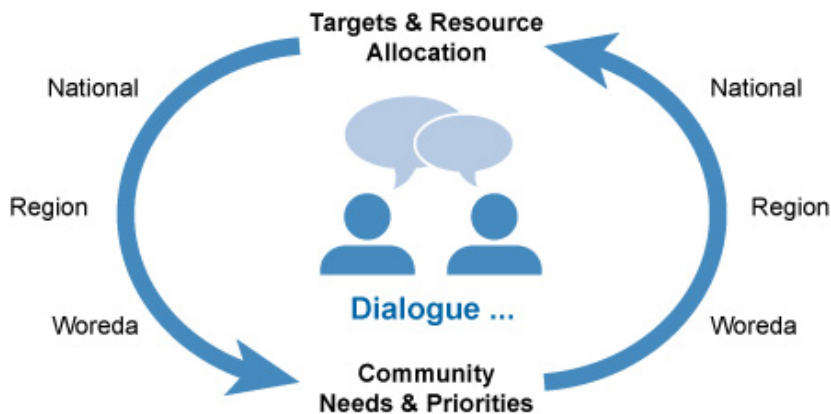 Targets & Resource
Allocation
National
National
Region
Region
Woreda
Woreda
Dialogue ...
Community
Needs & Priorities